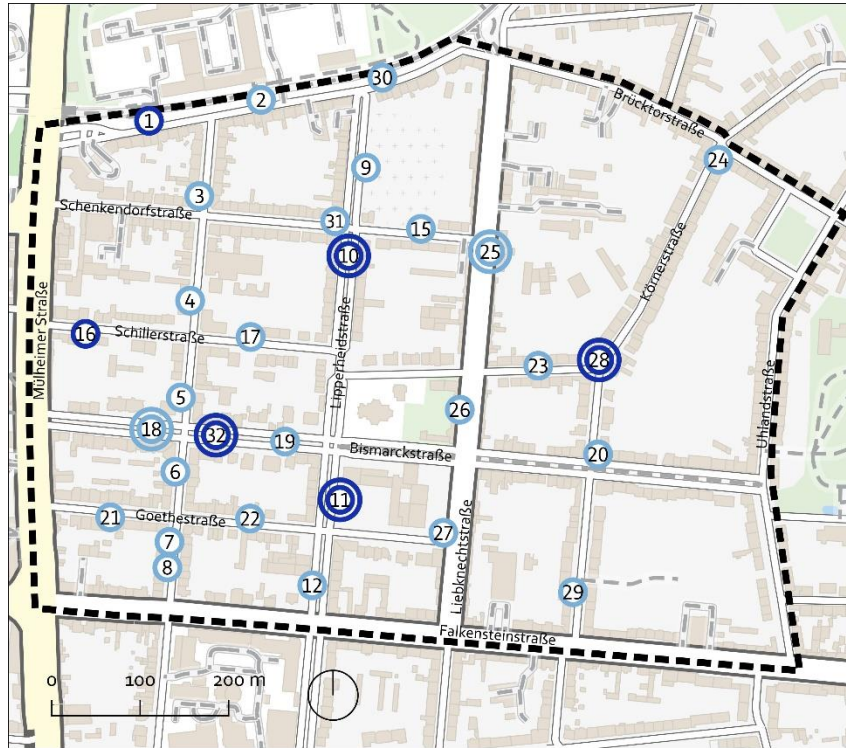 30
2
1
Brücktorstraße
24
9
3
Schenkendorfstraße
31
15
25
10
Körnerstraße
4
16
Schillerstraße
17
Mülheimer Straße
Lipperheidstraße
23
28
5
26
Uhlandstraße
18
32
19
Bismarckstraße
20
6
11
21
Goethestraße
22
27
7
8
Liebknechtstraße
12
29
Falkensteinstraße
0
100
200 m